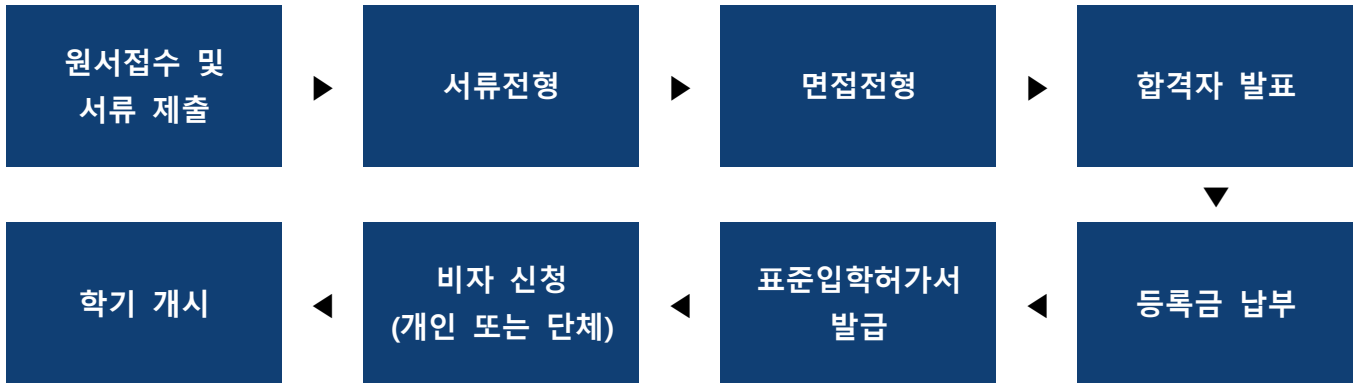 원서접수 및
서류 제출
서류전형
면접전형
합격자 발표
등록금 납부
표준입학허가서
발급
비자 신청
(개인 또는 단체)
학기 개시